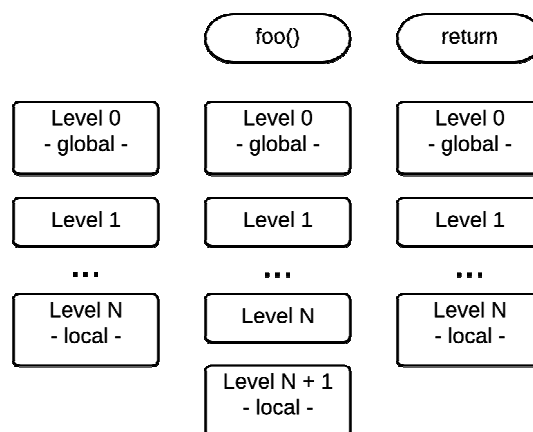 foo()
return
Level 0
- global -
Level 0
- global -
Level 0
- global -
Level 1
Level 1
Level 1
...
...
...
Level N
- local -
Level N
Level N
- local -
Level N + 1
- local -